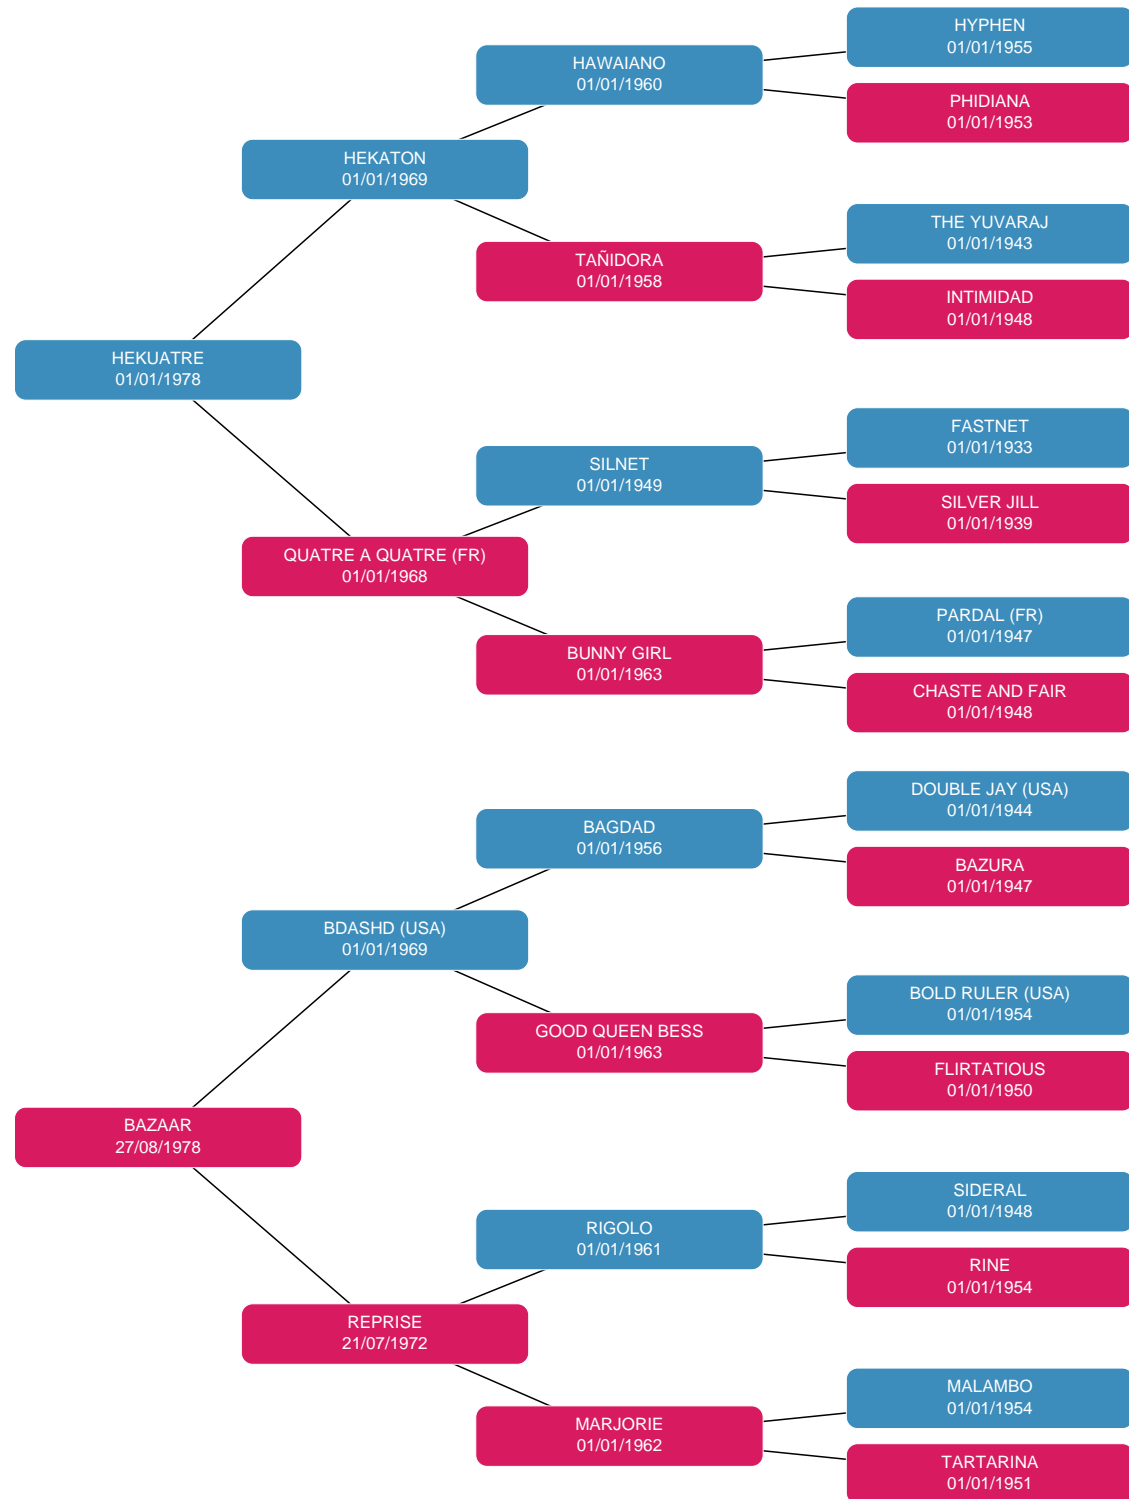 HYPHEN
01/01/1955
HAWAIANO
01/01/1960
PHIDIANA
01/01/1953
HEKATON
01/01/1969
THE YUVARAJ
01/01/1943
TAÑIDORA
01/01/1958
INTIMIDAD
01/01/1948
HEKUATRE
01/01/1978
FASTNET
01/01/1933
SILNET
01/01/1949
SILVER JILL
01/01/1939
QUATRE A QUATRE (FR)
01/01/1968
PARDAL (FR)
01/01/1947
BUNNY GIRL
01/01/1963
CHASTE AND FAIR
01/01/1948
DOUBLE JAY (USA)
01/01/1944
BAGDAD
01/01/1956
BAZURA
01/01/1947
BDASHD (USA)
01/01/1969
BOLD RULER (USA)
01/01/1954
GOOD QUEEN BESS
01/01/1963
FLIRTATIOUS
01/01/1950
BAZAAR
27/08/1978
SIDERAL
01/01/1948
RIGOLO
01/01/1961
RINE
01/01/1954
REPRISE
21/07/1972
MALAMBO
01/01/1954
MARJORIE
01/01/1962
TARTARINA
01/01/1951